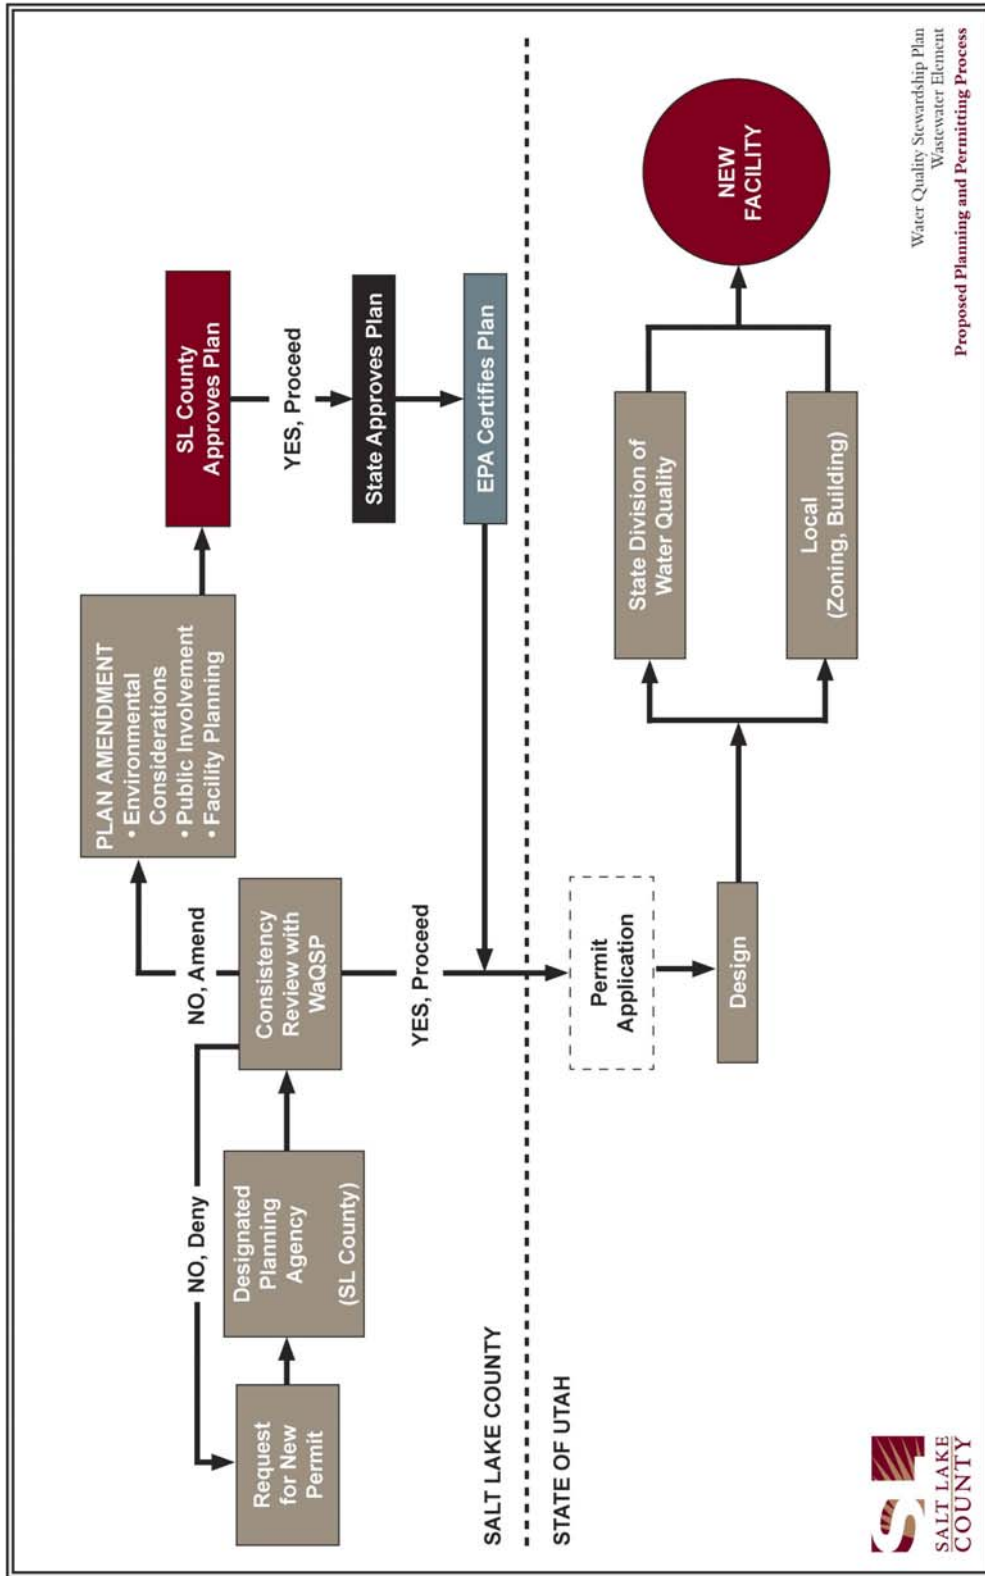 Request
for New
Permit
Designated
Planning
Agency
(SL County)
NO, Deny
Consistency
Review with
WaQSP
NO, Amend
PLAN AMENDMENT
• Environmental
Considerations
• Public Involvement
• Facility Planning
SL County
Approves Plan
YES, Proceed
State Approves Plan
EPA Certifies Plan
YES, Proceed
SALT LAKE COUNTY
STATE OF UTAH
Permit
Application
Design
State Division of
Water Quality
Local
(Zoning, Building)
NEW
FACILITY
SL
SALT LAKE
COUNTY
Water Quality Stewardship Plan
Wastewater Element
Proposed Planning and Permitting Process